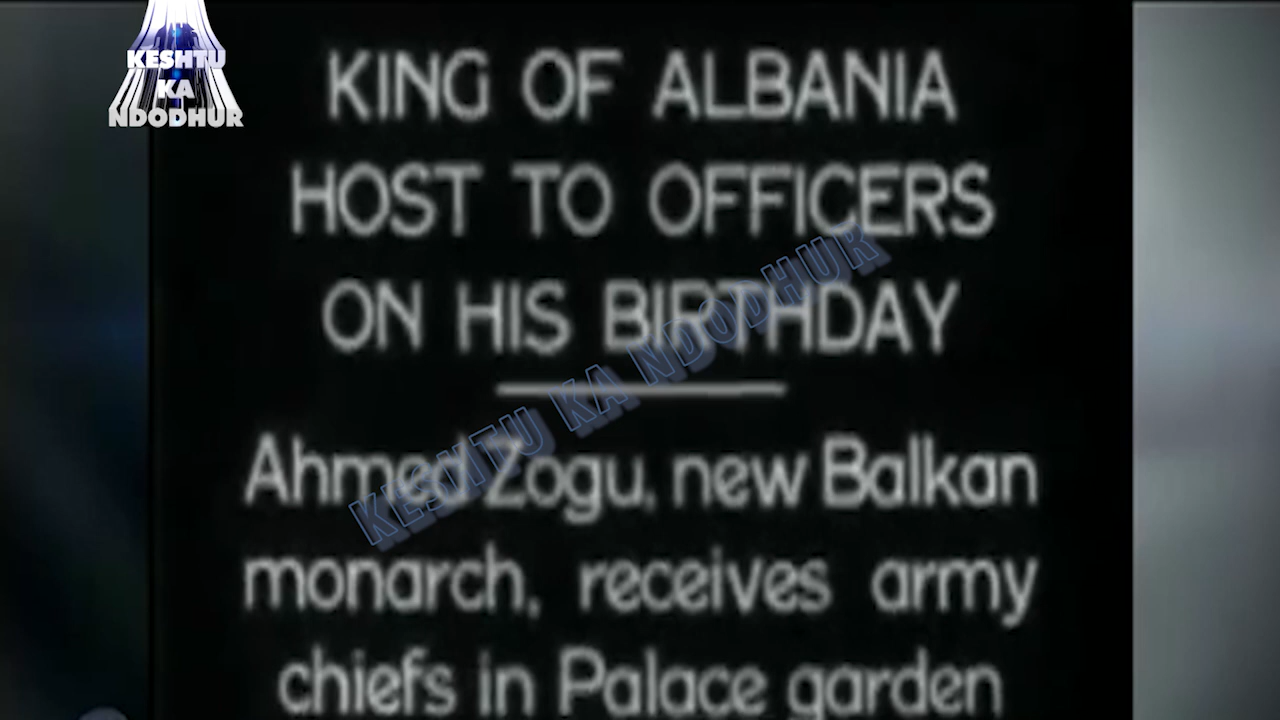 KESHTU
KA
NDODHUR
KING OF ALBANIA
HOST TO OFFICERS
ON HIS BIRTHDAY
KESHTU KA NDODHUR
Ahmed Zogu, new Balkan
monarch, receives army
chiefs in Palace garden